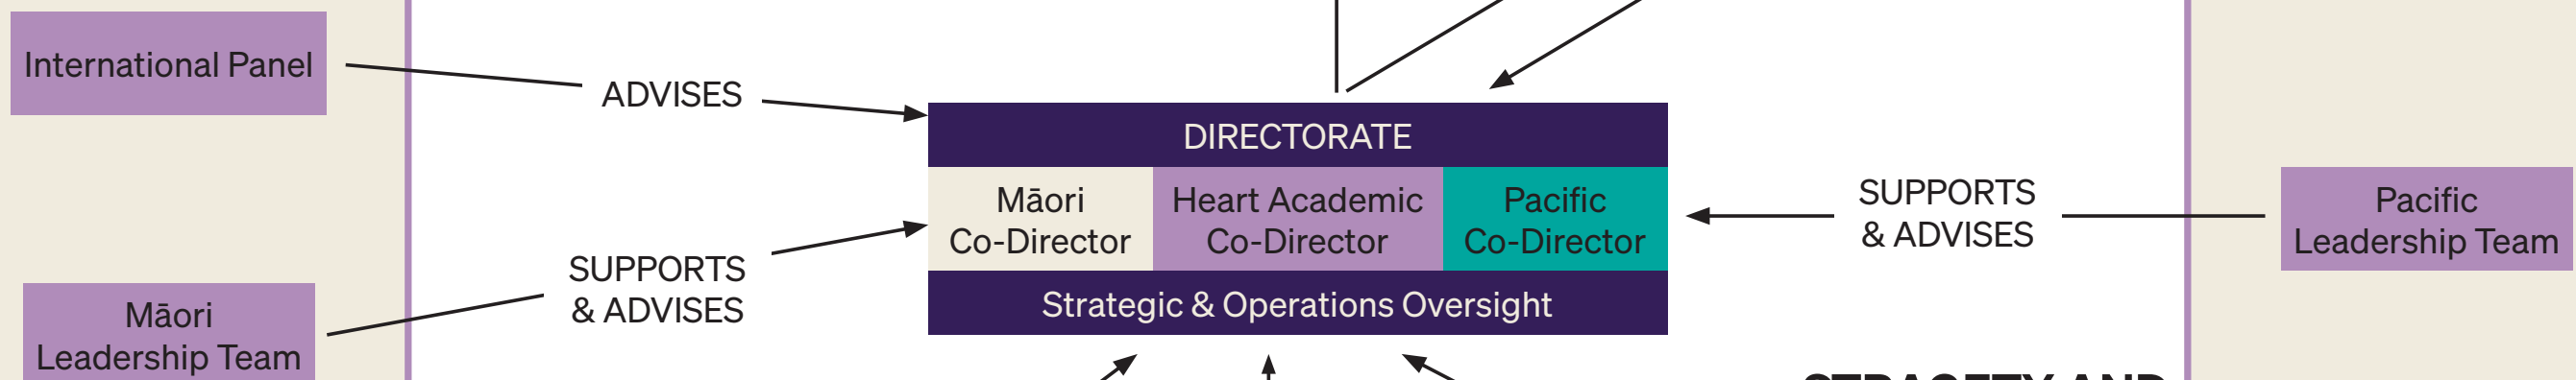 International Panel
ADVISES
DIRECTORATE
Māori
Co-Director
Heart Academic
Co-Director
Pacific
Co-Director
Strategic & Operations Oversight
SUPPORTS
& ADVISES
Pacific
Leadership Team
SUPPORTS
& ADVISES
Māori
Leadership Team